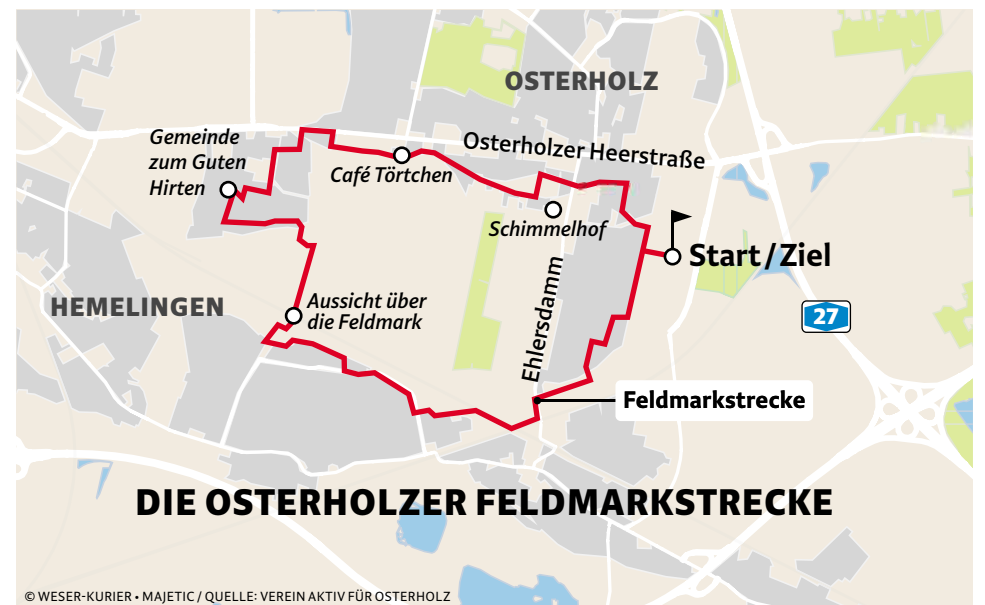 OSTERHOLZ
Gemeinde
zum Guten
Hirten
Osterholzer Heerstraße
Café Törtchen
Schimmelhof
Start/Ziel
HEMELINGEN
Aussicht über
die Feldmark
Ehlersdamm
27
Feldmarkstrecke
DIE OSTERHOLZER FELDMARKSTRECKE
© WESER-KURIER • MAJETIC / QUELLE: VEREIN AKTIV FÜR OSTERHOLZ